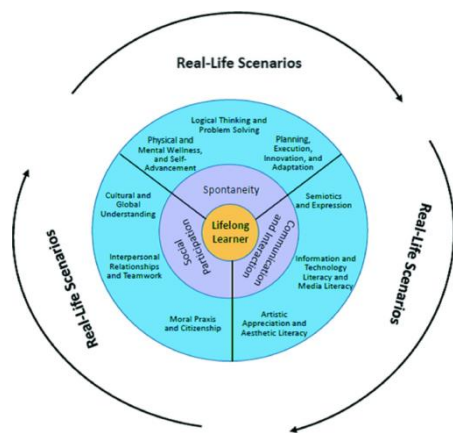 Real-Life Scenarios
Logical Thinking and
Problem Solving
Physical and
Mental Wellness,
and Self-
Advancement
Planning,
Execution,
Innovation, and
Adaptation
Spontaneity
Cultural and
Global
Understanding
Semiotics
and Expression
Lifelong
Learner
Social
Participation
Communication
and Interaction
Interpersonal
Relationships
and Teamwork
Information and
Technology
Literacy and
Media Literacy
Moral Praxis
and Citizenship
Artistic
Appreciation and
Aesthetic Literacy
Real-Life Scenarios
Real-Life Scenarios